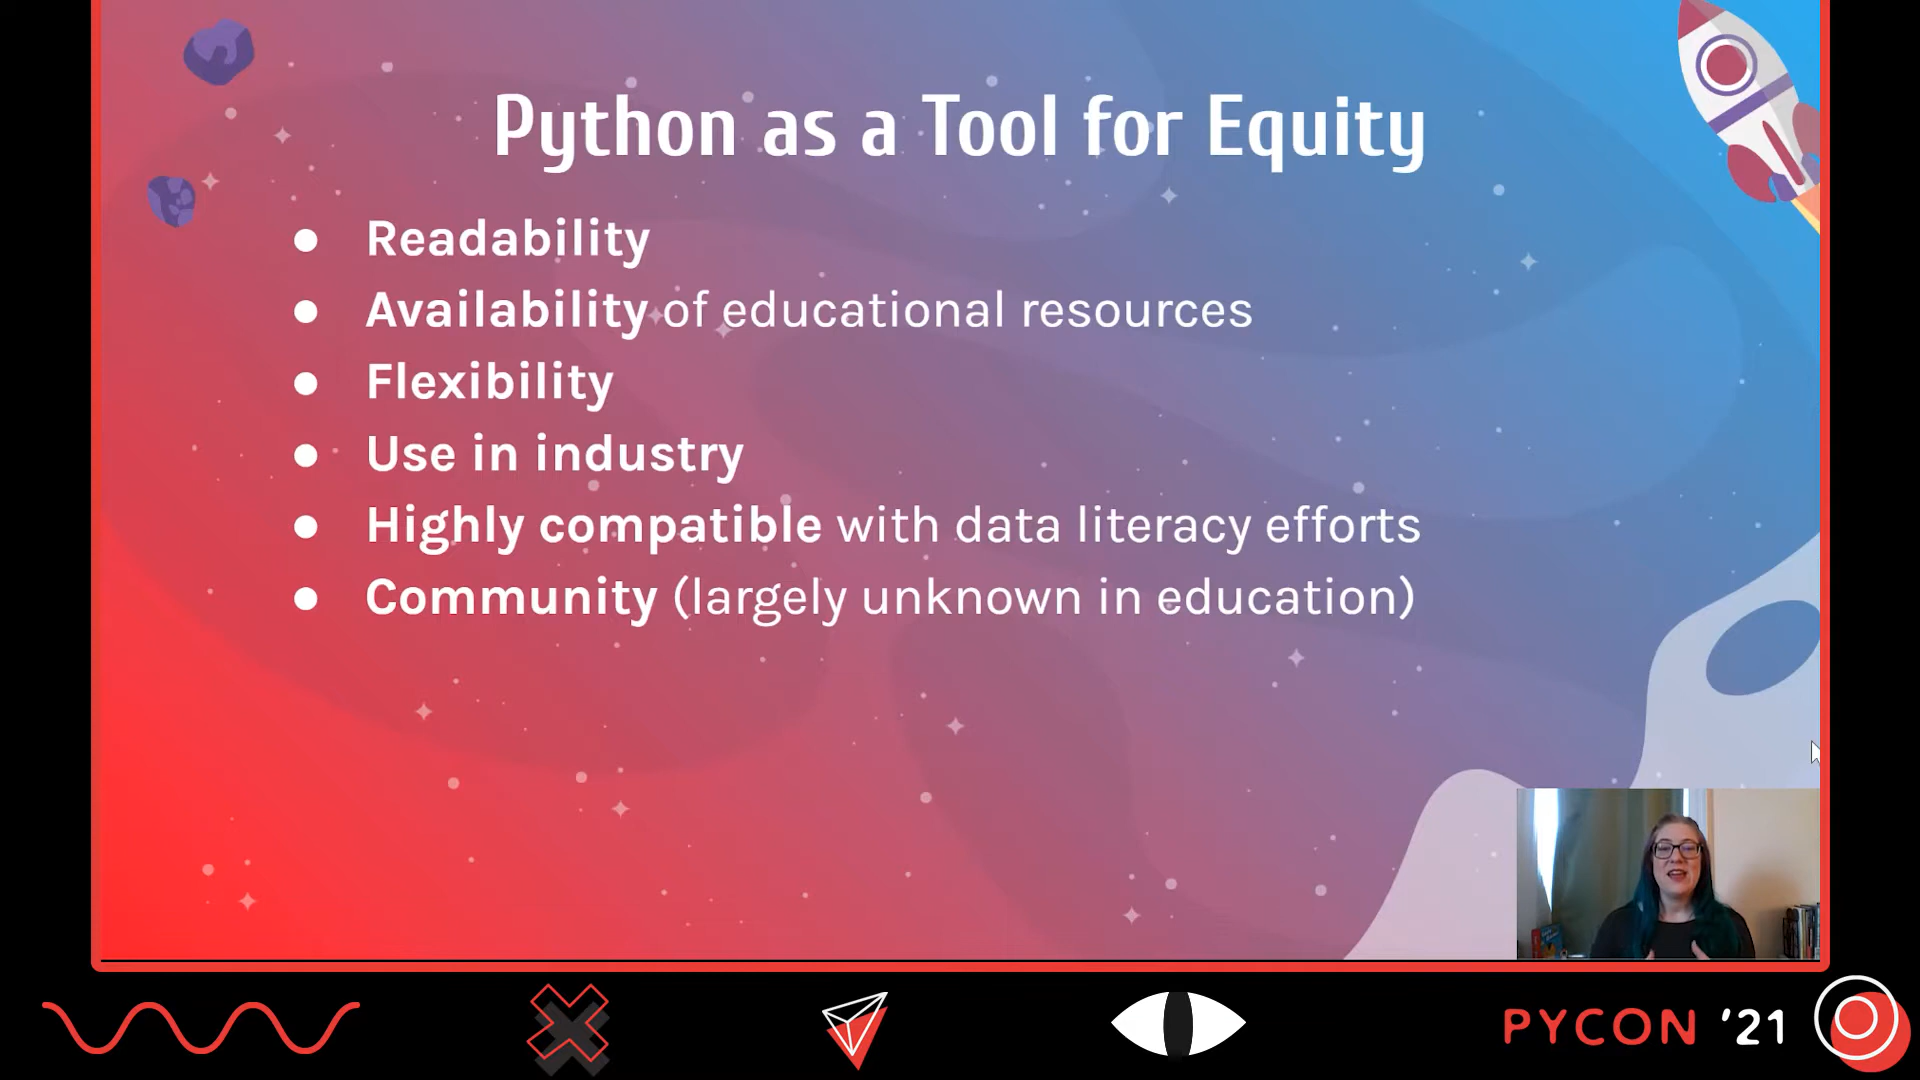 Python as a Tool for Equity
● Readability
● Availability of educational resources
● Flexibility
● Use in industry
● Highly compatible with data literacy efforts
● Community (largely unknown in education)
PYCON '21